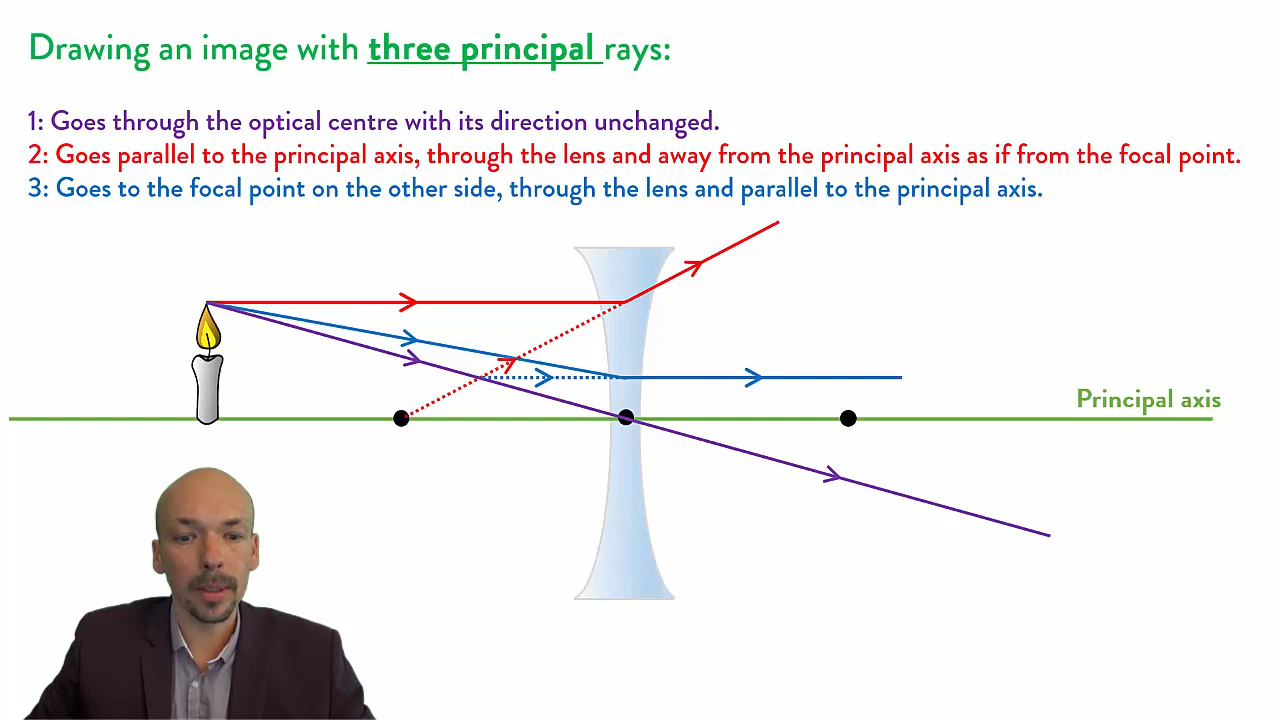 Drawing an image with three principal rays:
1: Goes through the optical centre with its direction unchanged.
2: Goes parallel to the principal axis, through the lens and away from the principal axis as if from the focal point.
3: Goes to the focal point on the other side, through the lens and parallel to the principal axis.
Principal axis